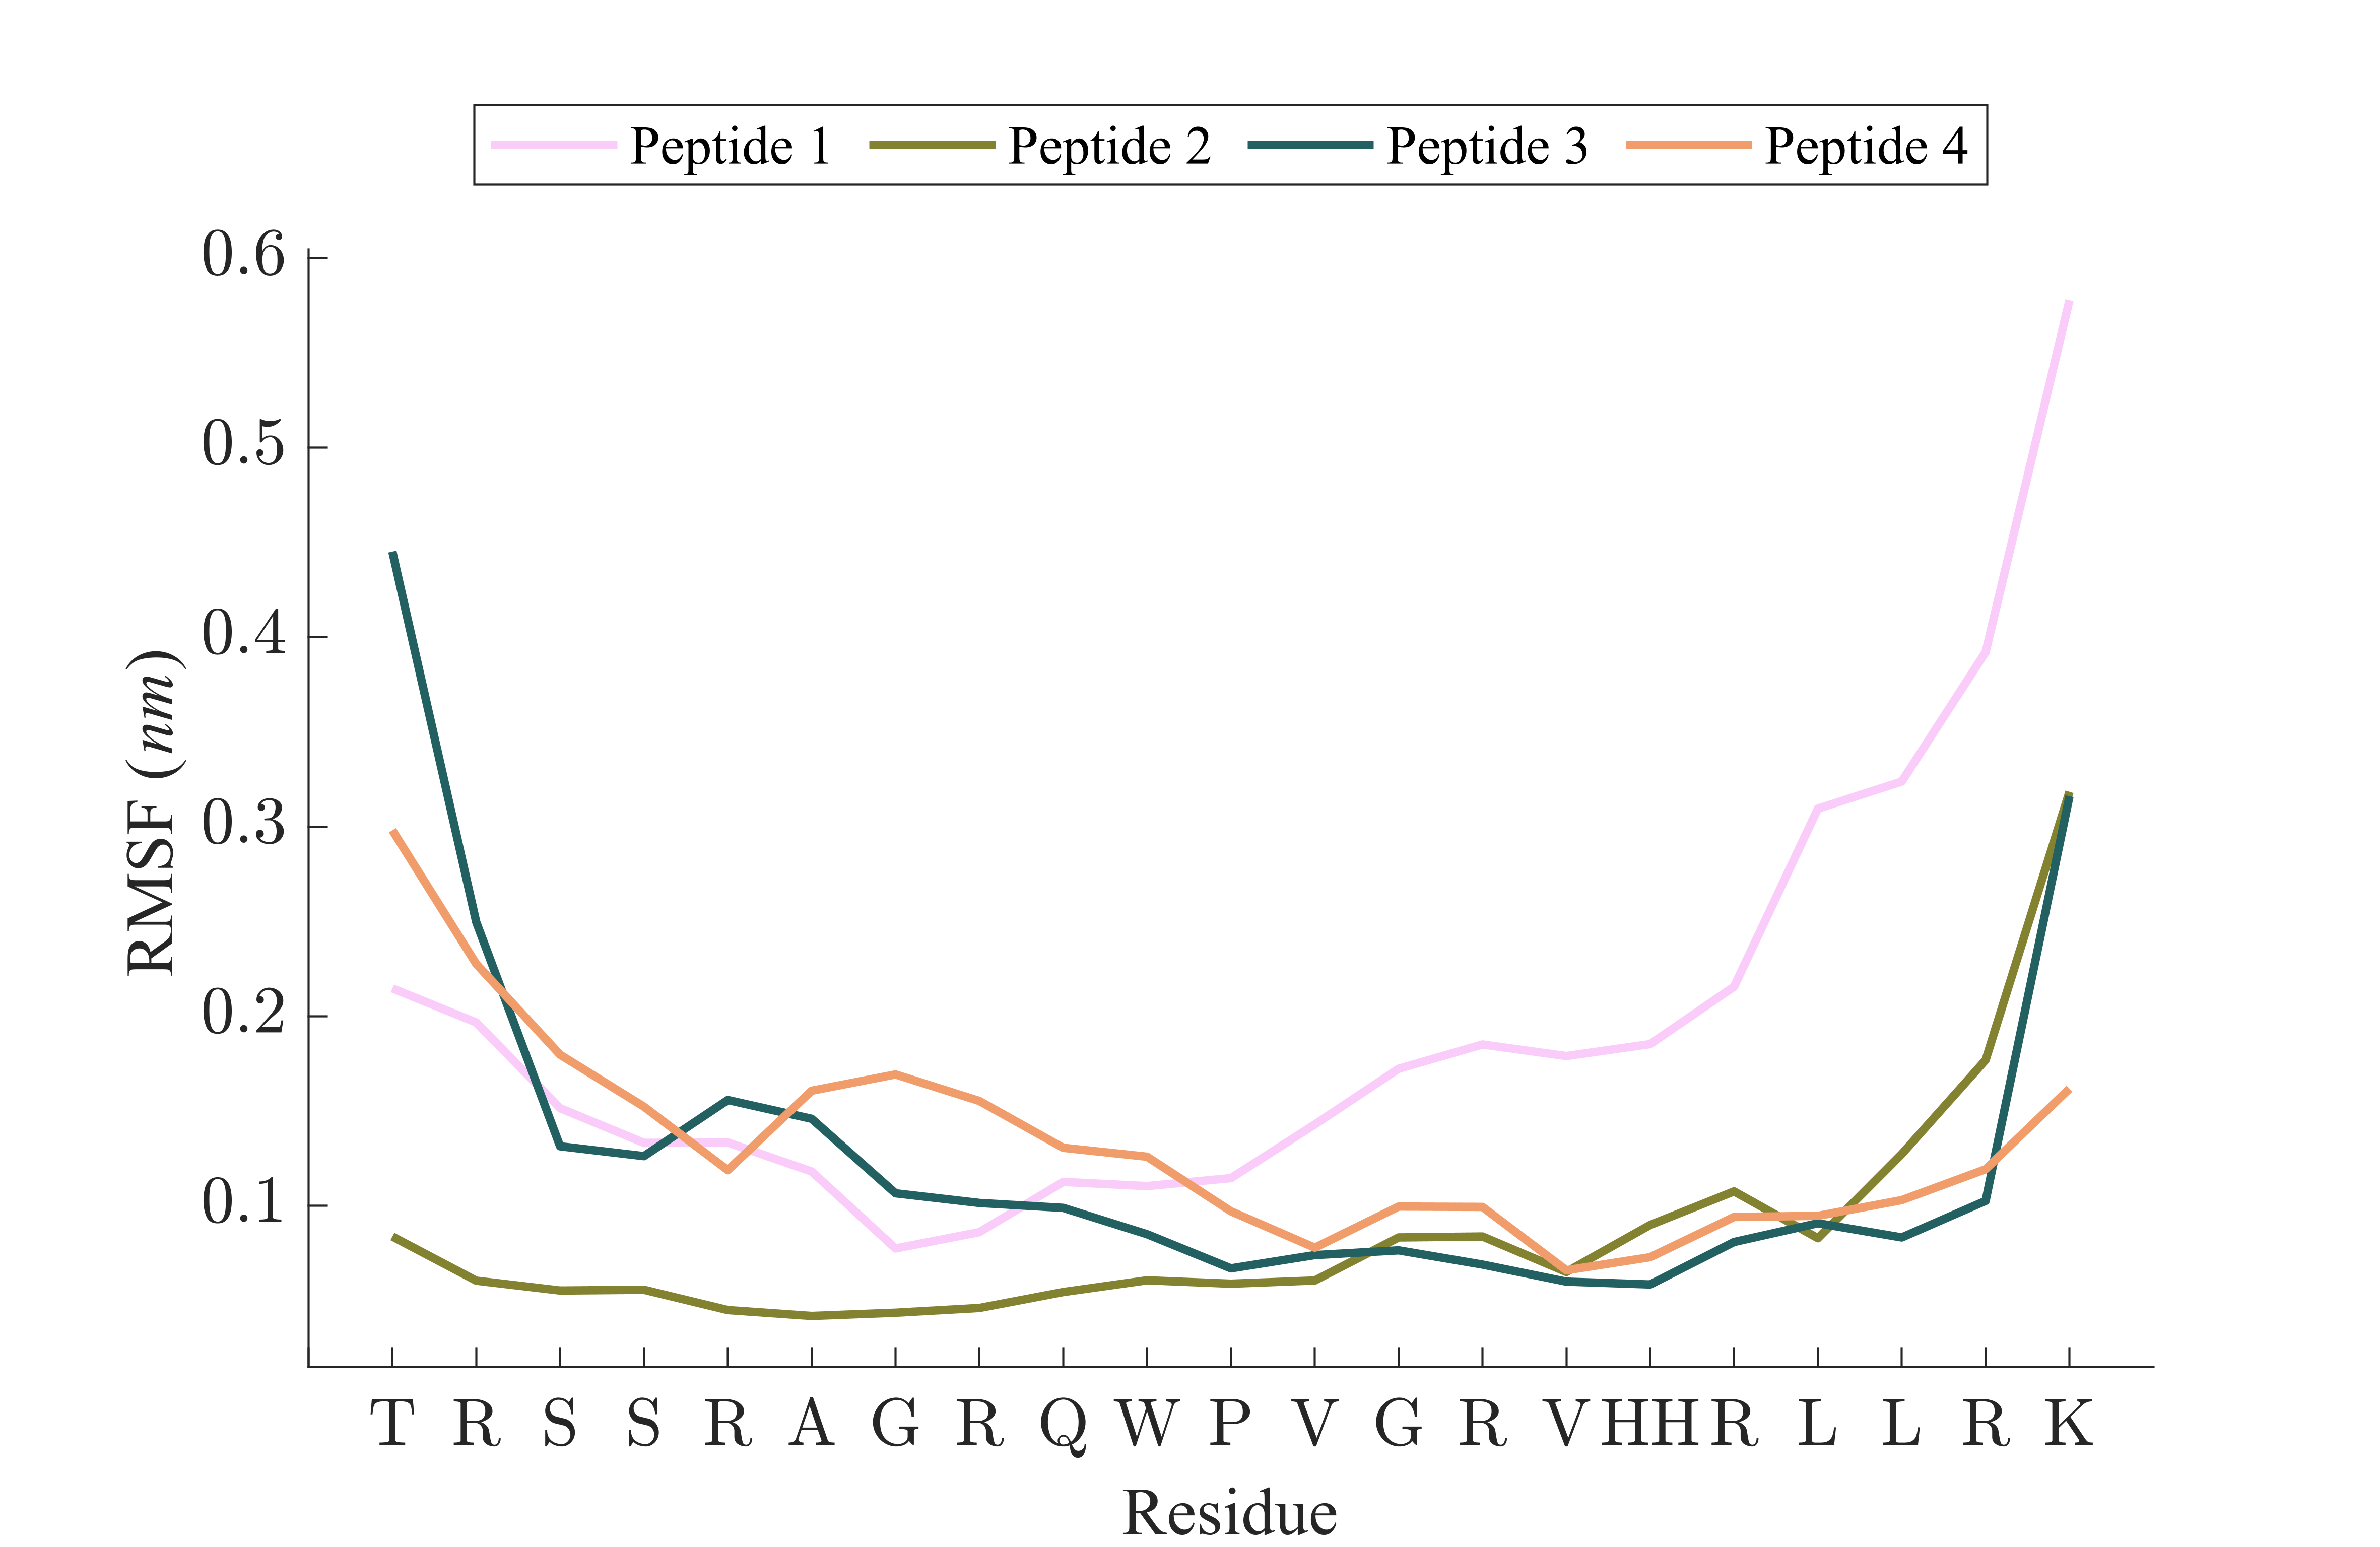 Peptide 1 Peptide 2 Peptide 3 Peptide 4
0.6
0.5
0.4
0.3
0.2
0.1
RMSF (nm)
T R S S R A G R Q W P V G R V HH R L L R K
Residue